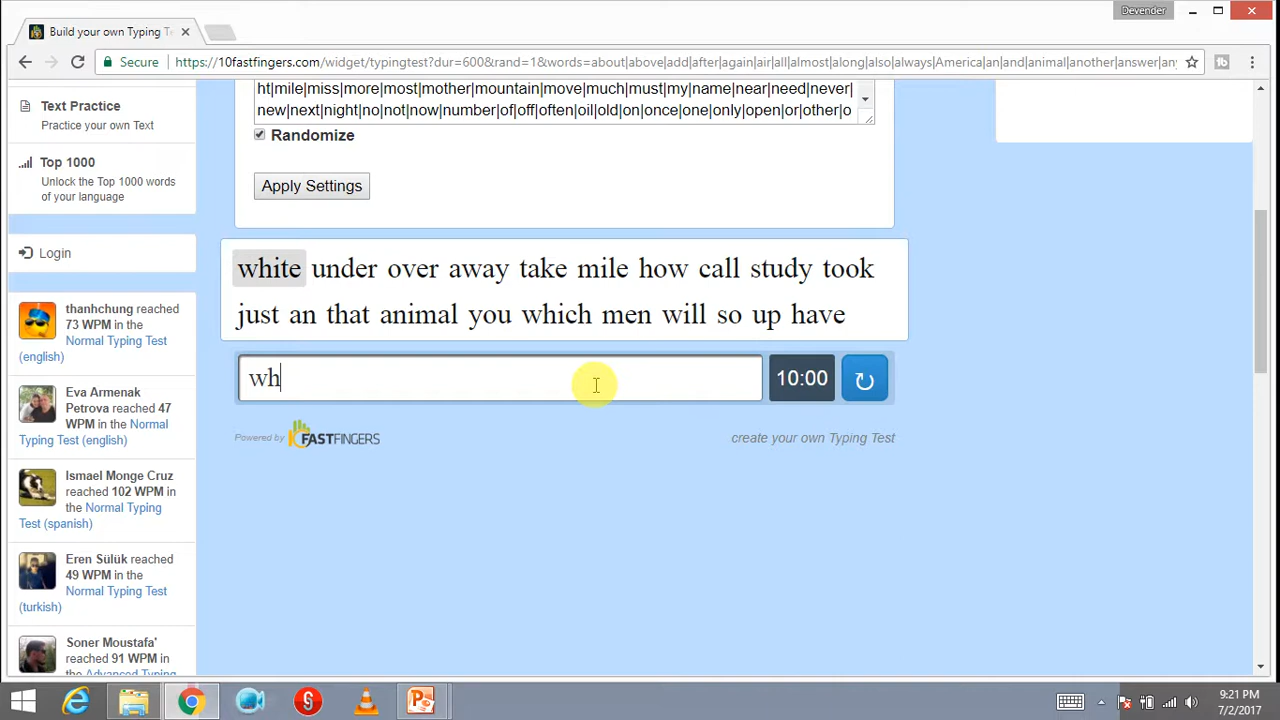 Devender
Build your own Typing Te
Secure https://10fastfingers.com/widget/typingtest?dur=600&rand=1&words=about|above|add|after|again|air|all|almost|along|also|always|America|an|and|animal|another|answer|any
Text Practice
Practice your own Text
Top 1000
Unlock the Top 1000 words
of your language
Login
thanhchung reached
73 WPM in the
Normal Typing Test
(english)
Eva Armenak
Petrova reached 47
WPM in the Normal
Typing Test (english)
Ismael Monge Cruz
reached 102 WPM in
the Normal Typing
Test (spanish)
Eren Sülük reached
49 WPM in the
Normal Typing Test
(turkish)
Soner Moustafa'
reached 91 WPM in
the Advanced Typing
ht|mile|miss|more|most|mother|mountain|move|much|must|my|name|near|need|never|
new|next|night|no|not|now|number|of|off|often|oil|old|on|once|one|only|open|or|other|o
Randomize
Apply Settings
white under over away take mile how call study took
just an that animal you which men will so up have
wh
10:00
Powered by 10FASTFINGERS
create your own Typing Test
9:21 PM
7/2/2017